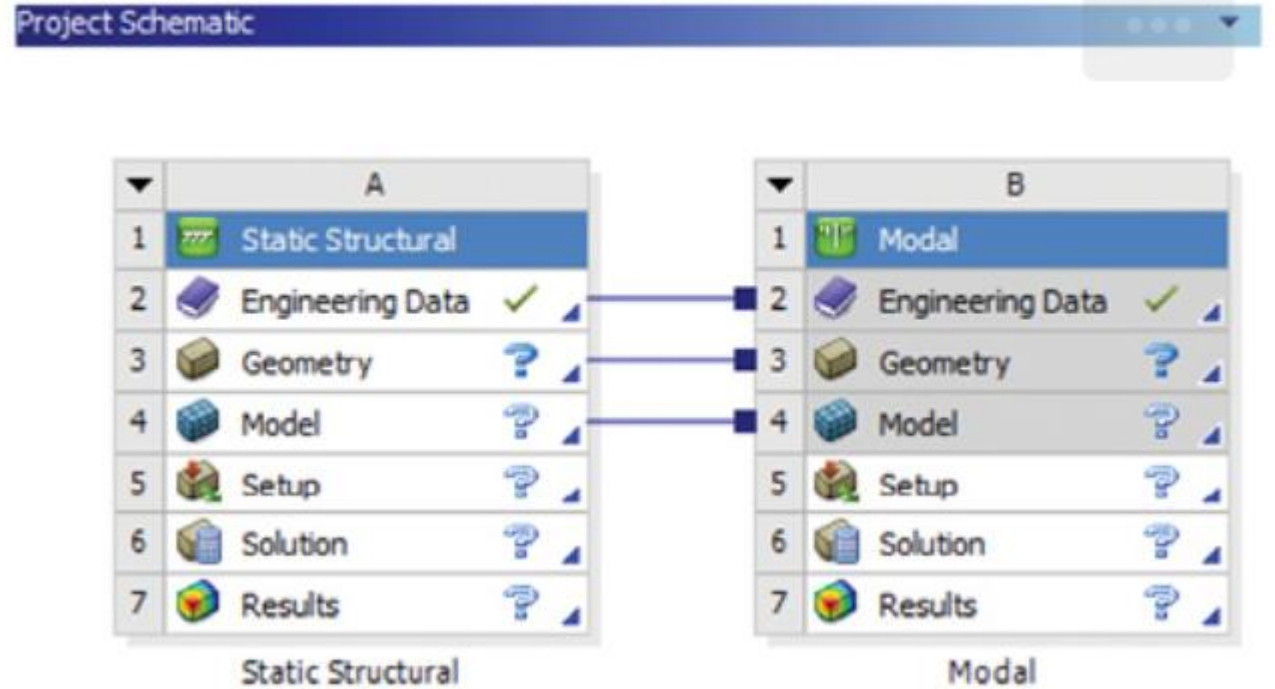 Project Schematic
A
1 Static Structural
2 Engineering Data
3 Geometry
4 Model
5 Setup
6 Solution
7 Results
Static Structural
B
1 Modal
2 Engineering Data
3 Geometry
4 Model
5 Setup
6 Solution
7 Results
Modal